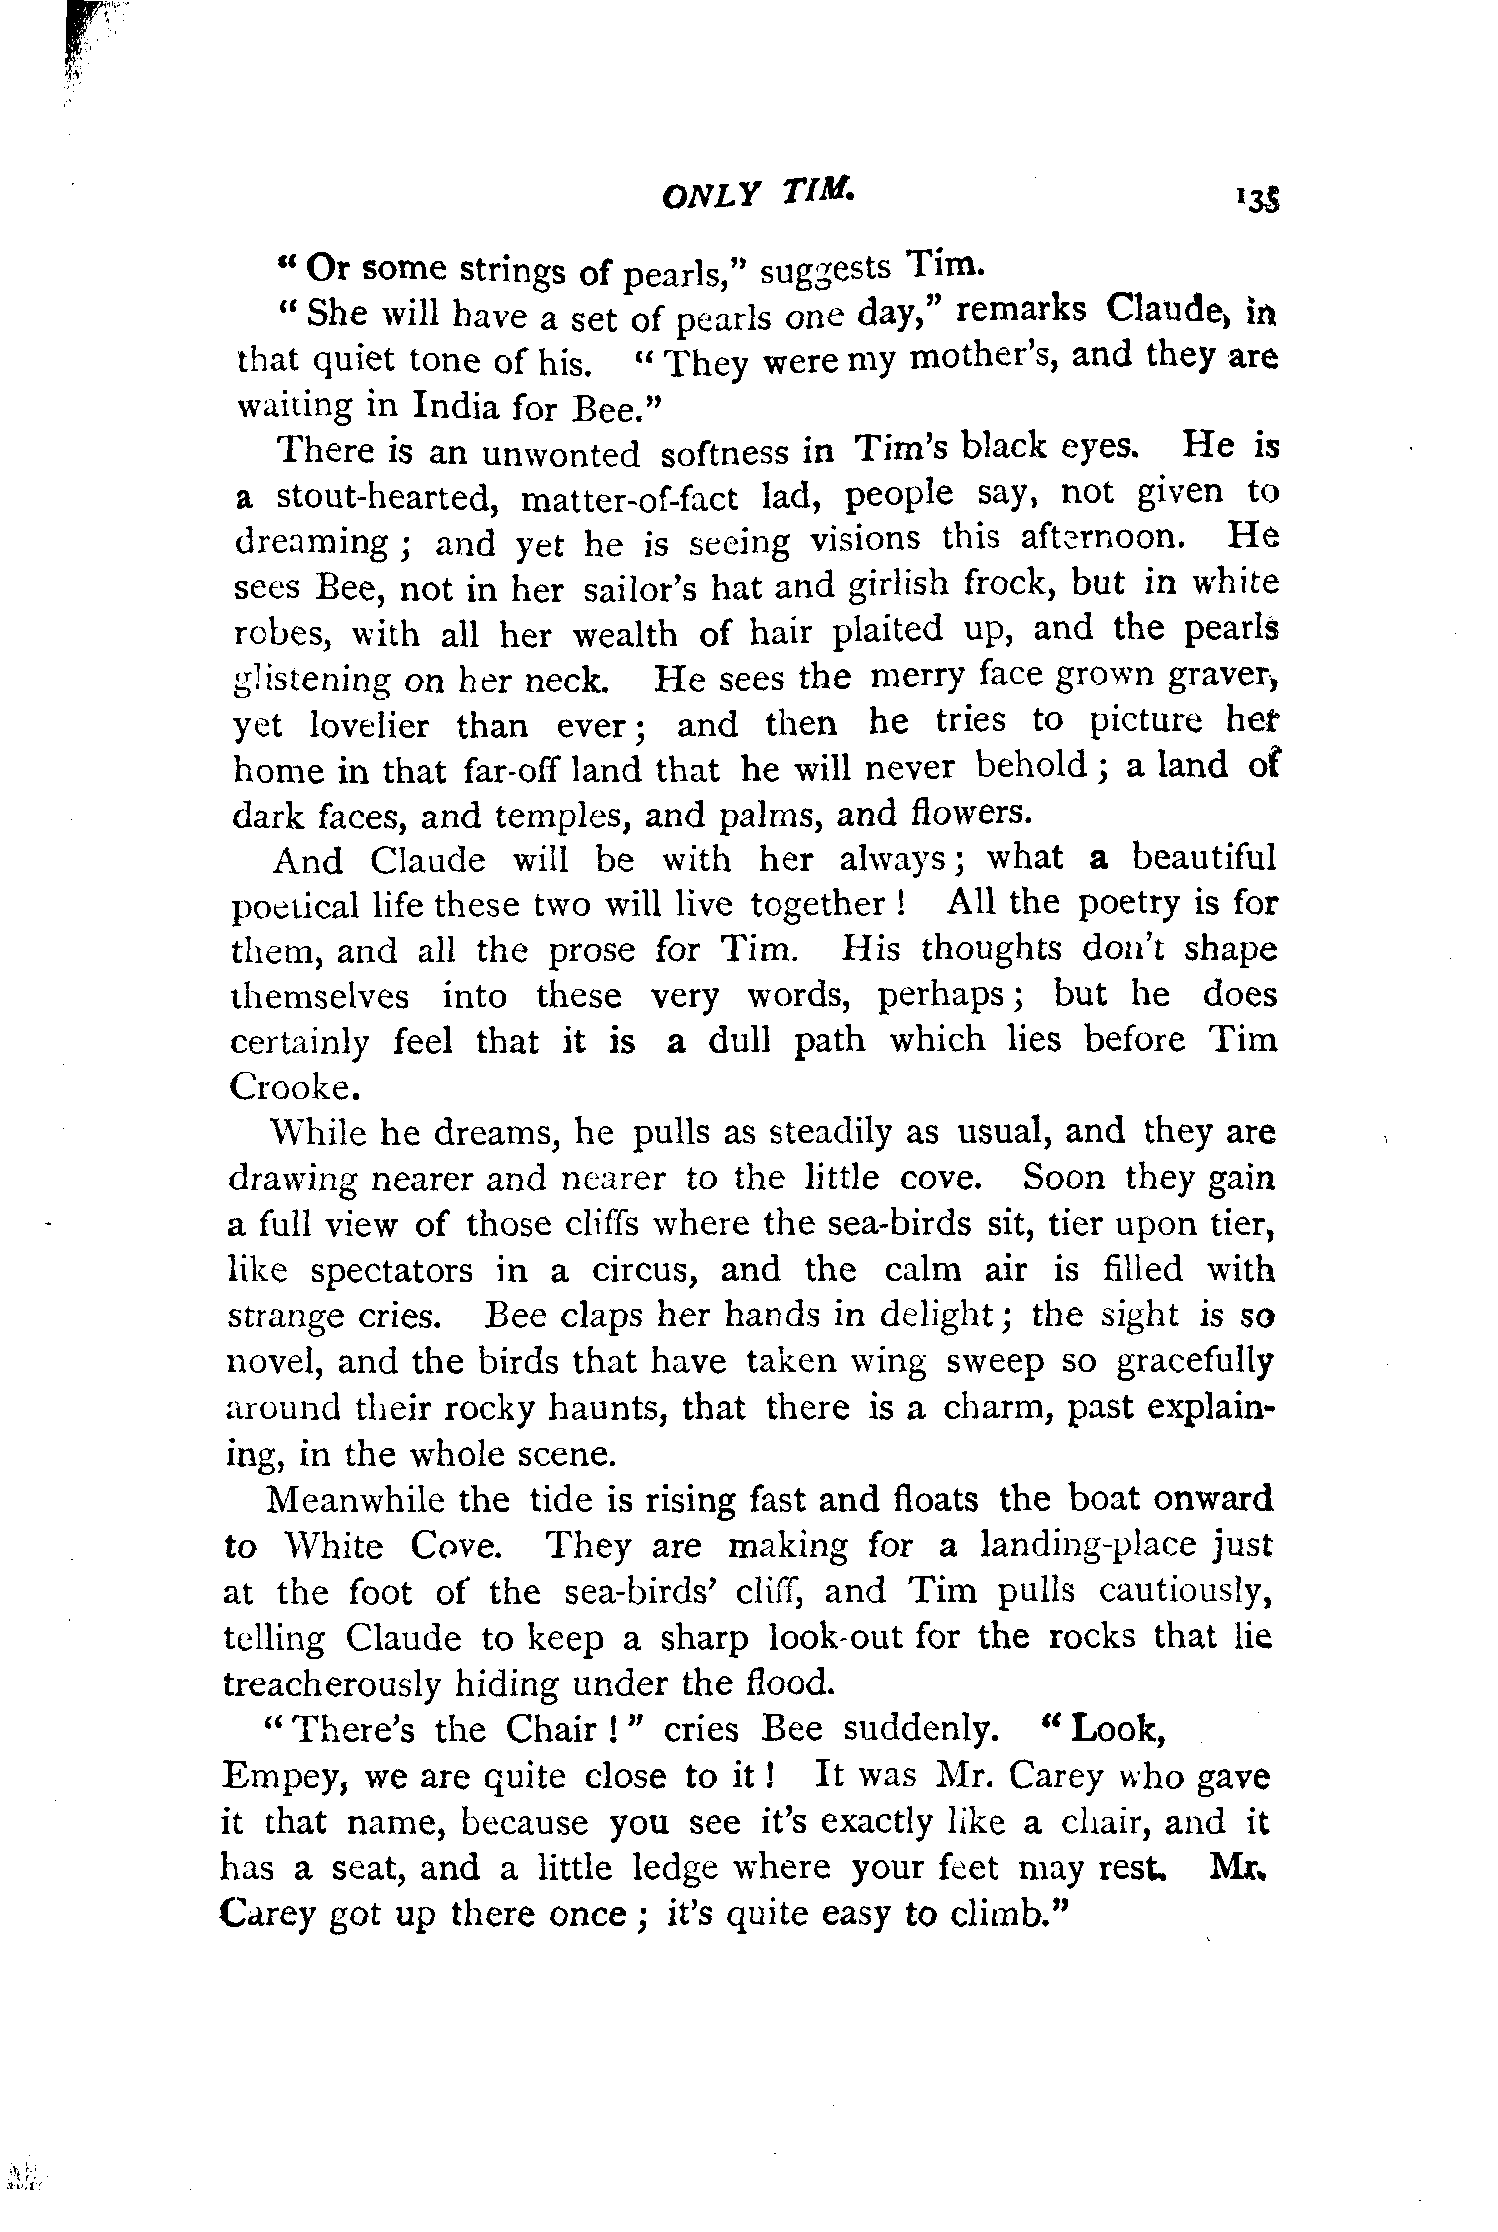 ONLY TIM. 135
“ Or some strings of pearls,” suggests Tim.
“ She will have a set of pearls one day,” remarks Claude, in
that quiet tone of his. “ They were my mother's, and they are
waiting in India for Bee.”
There is an unwonted softness in Tim's black eyes. He is
a stout-hearted, matter-of-fact lad, people say, not given to
dreaming ; and yet he is seeing visions this afternoon. He
sees Bee, not in her sailor's hat and girlish frock, but in white
robes, with all her wealth of hair plaited up, and the pearls
glistening on her neck. He sees the merry face grown graver,
yet lovelier than ever ; and then he tries to picture her
home in that far-off land that he will never behold ; a land of
dark faces, and temples, and palms, and flowers.
And Claude will be with her always ; what a beautiful
poetical life these two will live together ! All the poetry is for
them, and all the prose for Tim. His thoughts don't shape
themselves into these very words, perhaps ; but he does
certainly feel that it is a dull path which lies before Tim
Crooke.
While he dreams, he pulls as steadily as usual, and they are
drawing nearer and nearer to the little cove. Soon they gain
a full view of those cliffs where the sea-birds sit, tier upon tier,
like spectators in a circus, and the calm air is filled with
strange cries. Bee claps her hands in delight ; the sight is so
novel, and the birds that have taken wing sweep so gracefully
around their rocky haunts, that there is a charm, past explain-
ing, in the whole scene.
Meanwhile the tide is rising fast and floats the boat onward
to White Cove. They are making for a landing-place just
at the foot of the sea-birds' cliff, and Tim pulls cautiously,
telling Claude to keep a sharp look-out for the rocks that lie
treacherously hiding under the flood.
“ There's the Chair ! ” cries Bee suddenly. “ Look,
Empey, we are quite close to it ! It was Mr. Carey who gave
it that name, because you see it's exactly like a chair, and it
has a seat, and a little ledge where your feet may rest. Mr.
Carey got up there once ; it's quite easy to climb.”